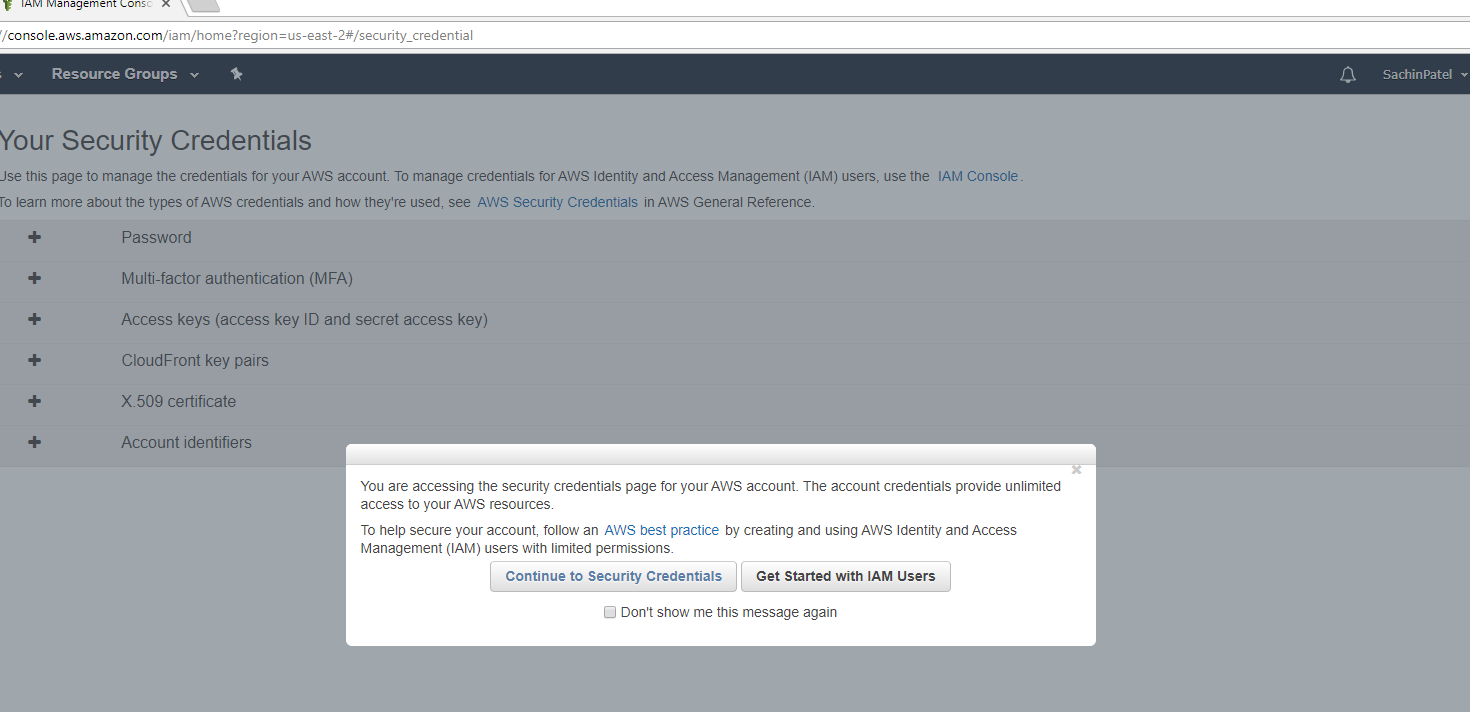 IAM Management Conso
//console.aws.amazon.com/iam/home?region=us-east-2#/security_credential
Resource Groups
SachinPatel
Your Security Credentials
Use this page to manage the credentials for your AWS account. To manage credentials for AWS Identity and Access Management (IAM) users, use the IAM Console.
To learn more about the types of AWS credentials and how they're used, see AWS Security Credentials in AWS General Reference.
Password
Multi-factor authentication (MFA)
Access keys (access key ID and secret access key)
CloudFront key pairs
X.509 certificate
Account identifiers
You are accessing the security credentials page for your AWS account. The account credentials provide unlimited
access to your AWS resources.
To help secure your account, follow an AWS best practice by creating and using AWS Identity and Access
Management (IAM) users with limited permissions.
Continue to Security Credentials Get Started with IAM Users
Don't show me this message again